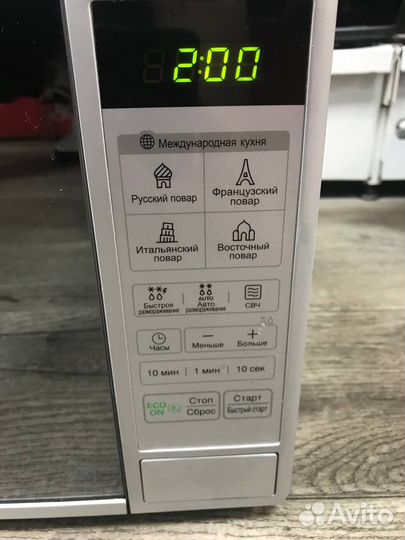 2:00
Международная кухня
Русский повар
Французский
повар
Итальянский
повар
Восточный
повар
Быстрое
размораживание
AUTO
Авто
размораживание
СВЧ
Часы
Меньше
Больше
10 мин
1 мин
10 сек
ECO
ON
Стоп
Сброс
Старт
Быстрый старт
Avito